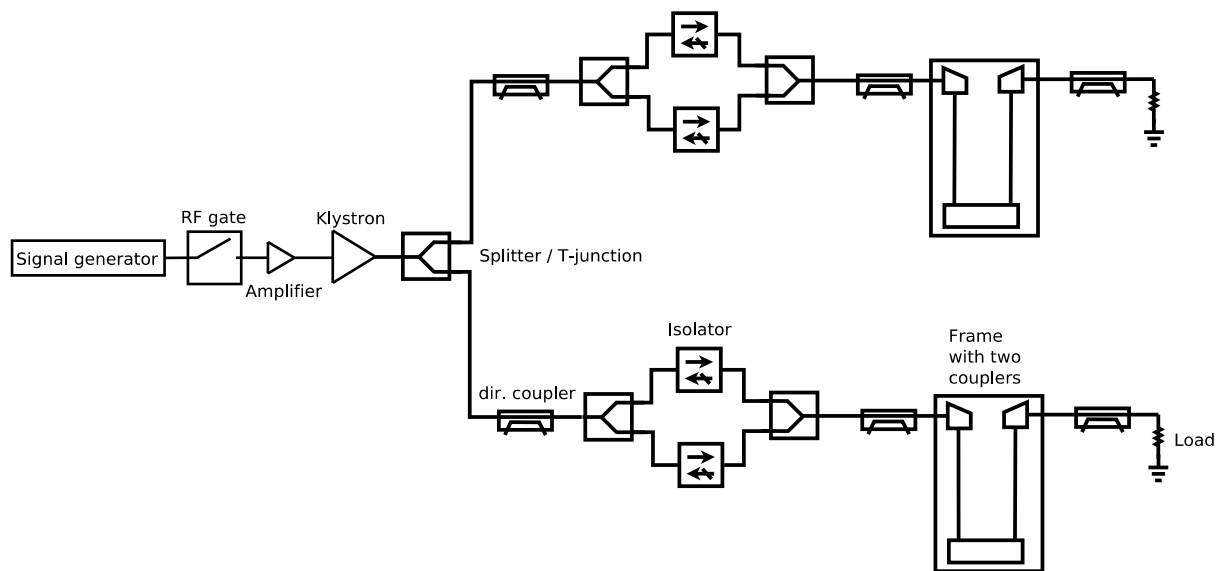 RF gate
Klystron
Signal generator
Splitter / T-junction
Amplifier
Isolator
Frame
with two
couplers
dir. coupler
Load